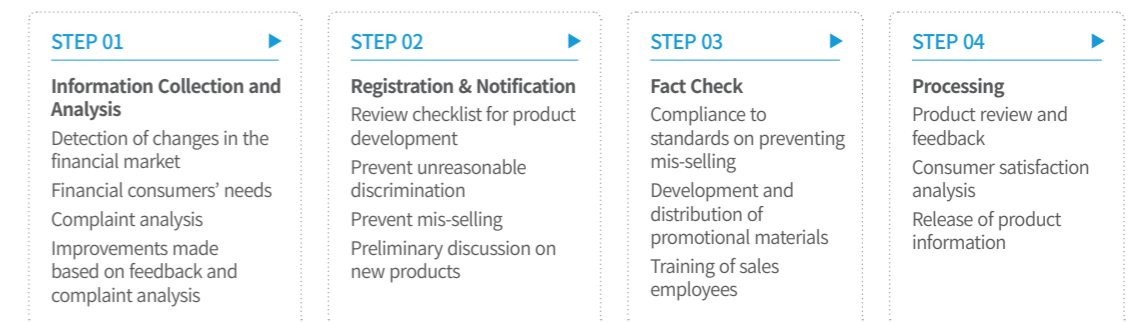 STEP 01
Information Collection and
Analysis
Detection of changes in the
financial market
Financial consumers’ needs
Complaint analysis
Improvements made
based on feedback and
complaint analysis
STEP 02
Registration & Notification
Review checklist for product
development
Prevent unreasonable
discrimination
Prevent mis-selling
Preliminary discussion on
new products
STEP 03
Fact Check
Compliance to
standards on preventing
mis-selling
Development and
distribution of
promotional materials
Training of sales
employees
STEP 04
Processing
Product review and
feedback
Consumer satisfaction
analysis
Release of product
information